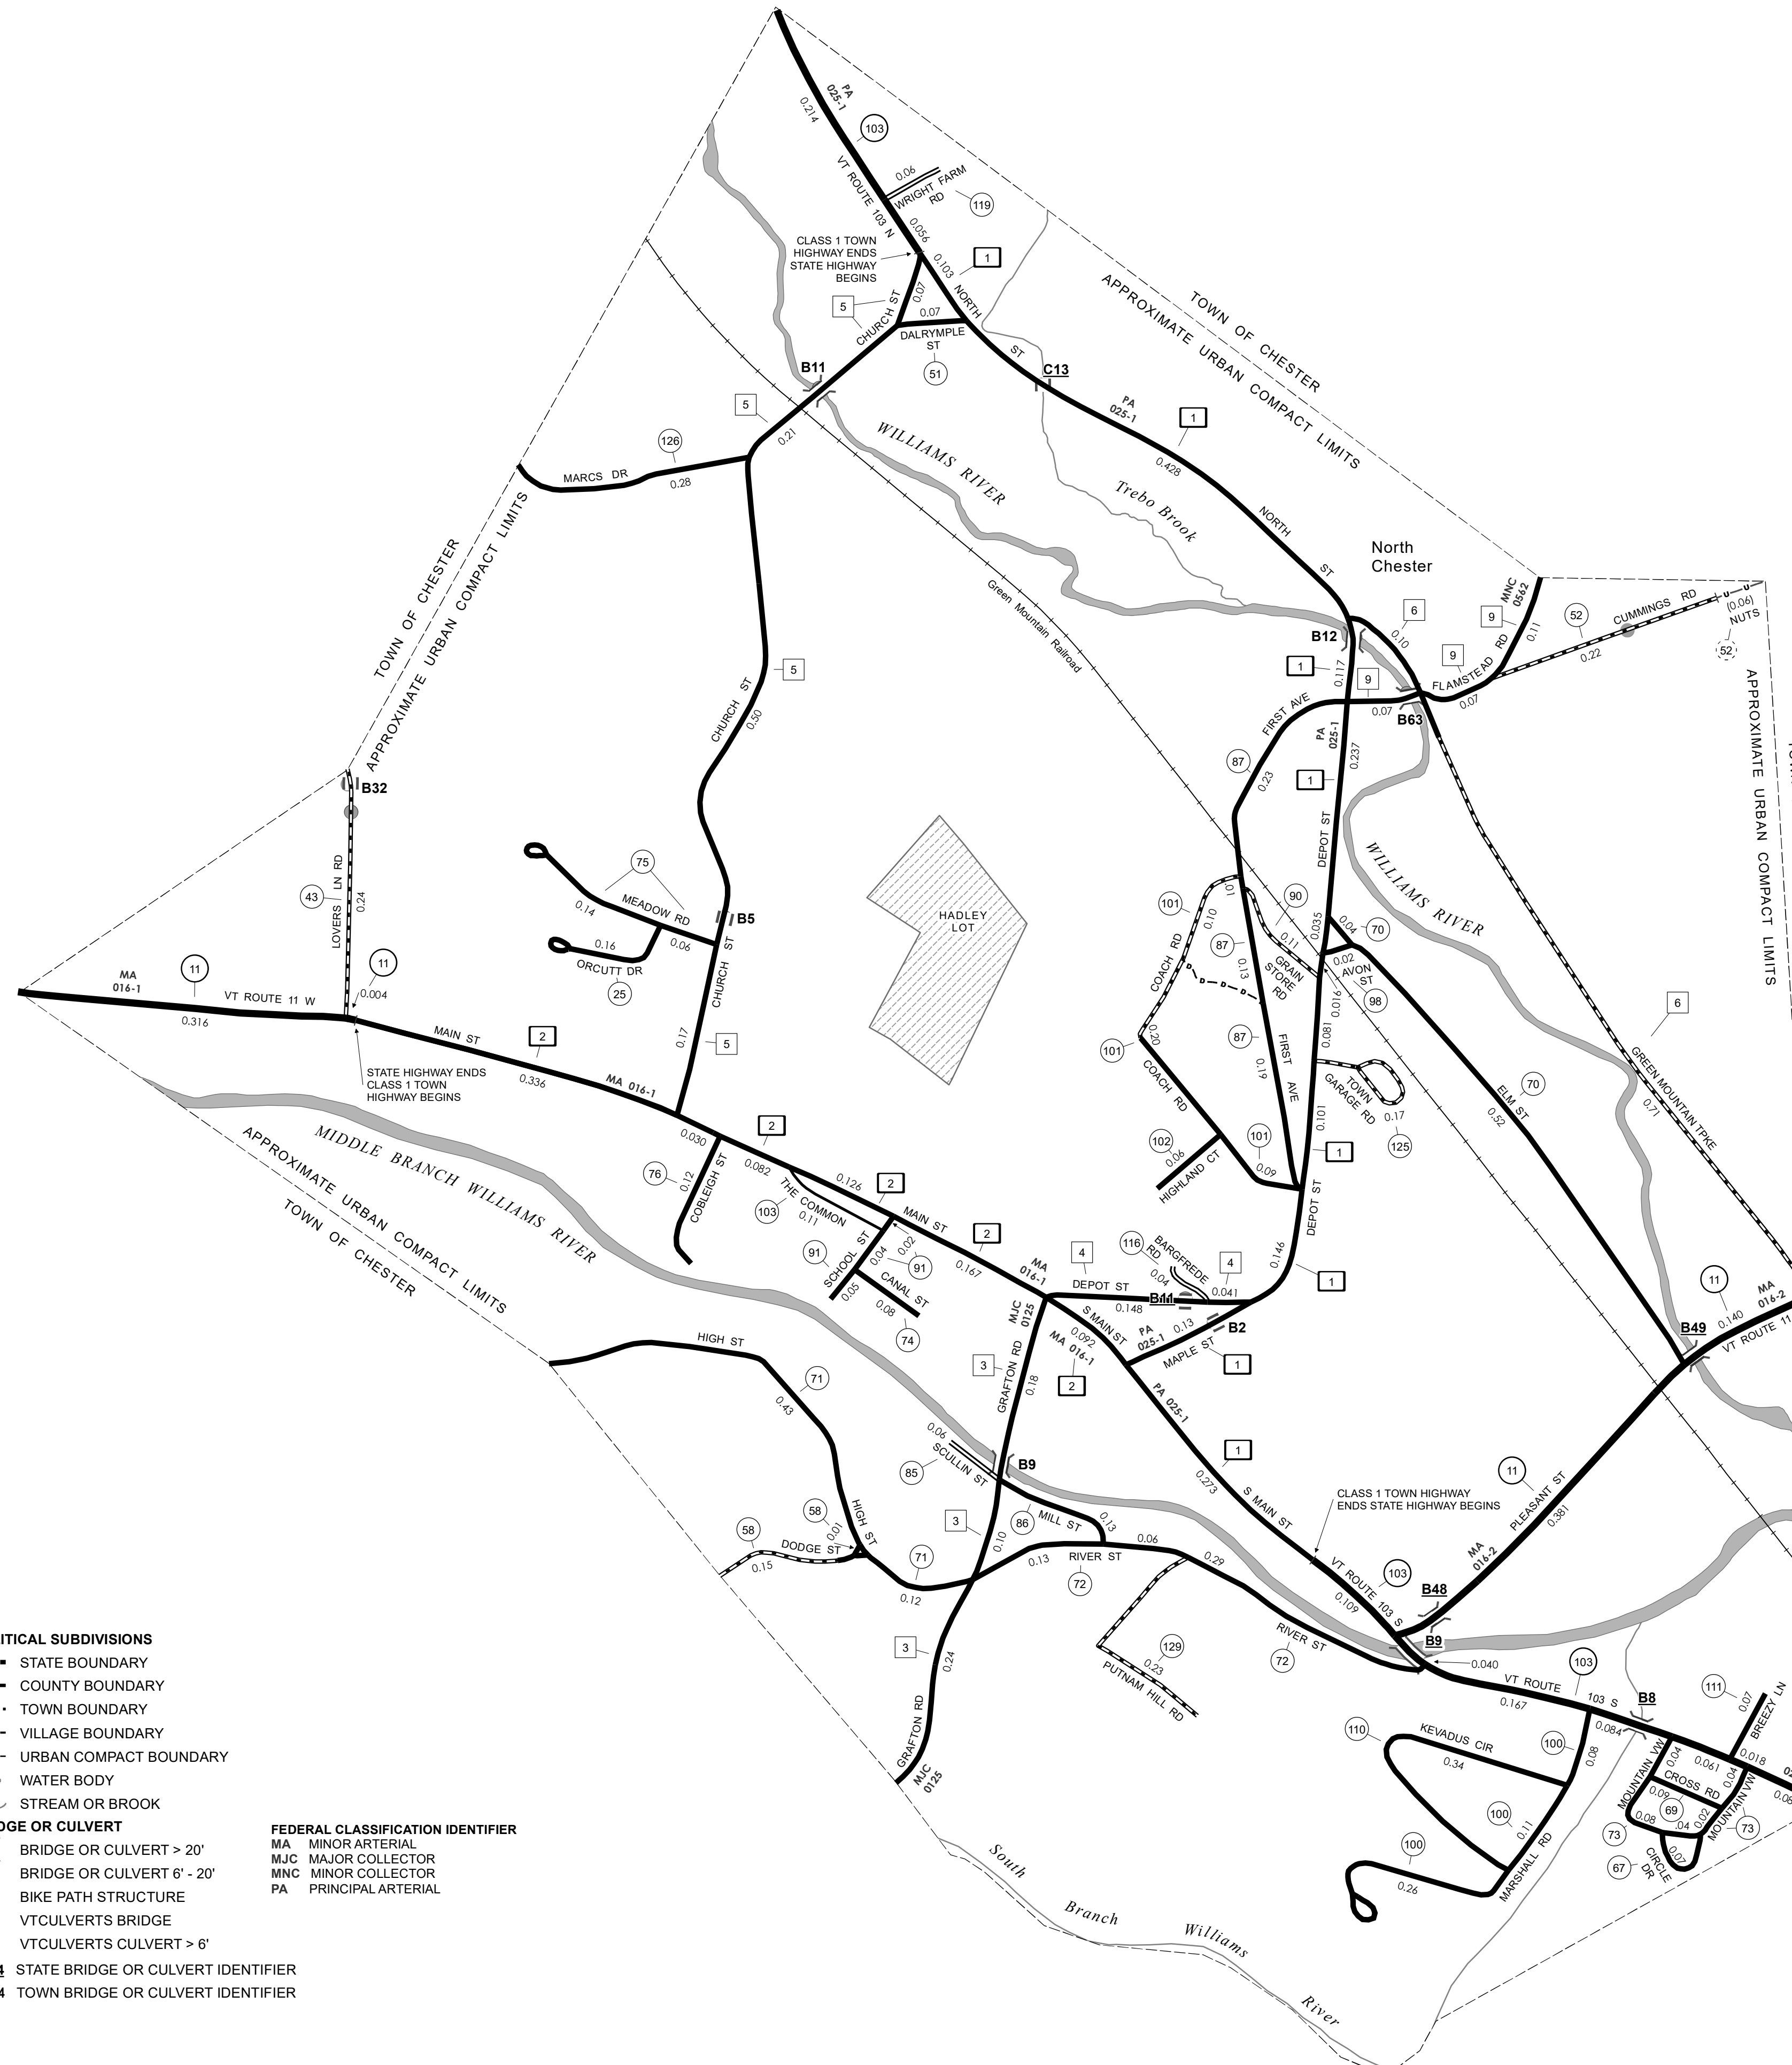 PA
025-1
0.214
103
VT ROUTE 103 N
0.06
WRIGHT FARM
RD
119
0.056
CLASS 1 TOWN
HIGHWAY ENDS
STATE HIGHWAY
BEGINS
0.103
1
NORTH
ST
5
CHURCH ST
0.07
0.07
DALRYMPLE
ST
51
B11
C13
TOWN OF CHESTER
APPROXIMATE URBAN COMPACT LIMITS
PA
025-1
1
0.428
5
0.21
126
MARCS DR
0.28
WILLIAMS RIVER
Trebo Brook
NORTH
ST
North
Chester
TOWN OF CHESTER
APPROXIMATE URBAN COMPACT LIMITS
Green Mountain Railroad
B12
6
0.10
MNC
0562
9
0.11
52
CUMMINGS RD
0.22
(0.06)
NUTS
52
1
0.117
9
9
FLAMSTEAD RD
0.07
0.07
B63
FIRST AVE
PA
025-1
0.237
87
0.23
1
DEPOT ST
APPROXIMATE URBAN COMPACT LIMITS
5
CHURCH ST
0.50
B32
43
LOVERS LN RD
0.24
75
MEADOW RD
0.14
0.06
B5
0.16
ORCUTT DR
25
CHURCH ST
0.17
5
HADLEY
LOT
WILLIAMS RIVER
101
.01
0.10
90
0.11
GRAIN
STORE
RD
87
0.13
COACH RD
0.035
0.04
70
0.02
AVON
ST
98
0.016
MA
016-1
11
VT ROUTE 11 W
0.316
11
0.004
MAIN ST
2
0.336
STATE HIGHWAY ENDS
CLASS 1 TOWN
HIGHWAY BEGINS
MA 016-1
0.20
101
COACH RD
87
FIRST AVE
0.19
0.081
TOWN
GARAGE RD
0.17
125
0.101
70
ELM ST
0.52
6
GREEN MOUNTAIN TPKE
0.71
MIDDLE BRANCH WILLIAMS RIVER
APPROXIMATE URBAN COMPACT LIMITS
TOWN OF CHESTER
0.030
2
0.082
76
0.12
COBLEIGH ST
103
THE COMMON
0.11
0.126
2
MAIN ST
2
0.167
91
SCHOOL ST
0.04
0.02
91
0.05
CANAL ST
0.08
74
102
0.06
HIGHLAND CT
101
0.09
1
DEPOT ST
0.146
1
MA
016-1
4
DEPOT ST
0.148
116
BARGFREDE
RD
0.04
4
0.041
B11
B2
MJC
0125
S MAIN ST
0.092
MA 016-1
2
PA
025-1
0.13
MAPLE ST
1
3
GRAFTON RD
0.18
PA 025-1
11
MA
016-2
0.140
VT ROUTE 11
B49
HIGH ST
71
0.43
0.06
SCULLIN ST
85
B9
1
0.273
S MAIN ST
CLASS 1 TOWN HIGHWAY
ENDS STATE HIGHWAY BEGINS
11
PLEASANT ST
0.381
MA
016-2
58
0.01
HIGH ST
58
DODGE ST
0.15
3
0.10
86
MILL ST
0.13
71
0.12
0.13
RIVER ST
72
0.06
0.29
VT ROUTE 103 S
103
0.109
B48
B9
RIVER ST
72
0.040
3
0.24
GRAFTON RD
MJC
0125
129
0.23
PUTNAM HILL RD
VT ROUTE
103 S
103
0.167
0.084
B8
111
0.07
BREEZY LN
110
KEVADUS CIR
0.34
100
0.08
100
0.11
MARSHALL RD
100
0.26
MOUNTAIN VW
0.04
0.061
0.018
CROSS RD
0.09
69
0.04
0.02
MOUNTAIN VW
73
0.08
.04
73
67
CIRCLE
DR
0.07
South Branch Williams River
ITICAL SUBDIVISIONS
STATE BOUNDARY
COUNTY BOUNDARY
TOWN BOUNDARY
VILLAGE BOUNDARY
URBAN COMPACT BOUNDARY
WATER BODY
STREAM OR BROOK
DGE OR CULVERT
BRIDGE OR CULVERT > 20'
BRIDGE OR CULVERT 6' - 20'
BIKE PATH STRUCTURE
VTCULVERTS BRIDGE
VTCULVERTS CULVERT > 6'
4 STATE BRIDGE OR CULVERT IDENTIFIER
4 TOWN BRIDGE OR CULVERT IDENTIFIER
FEDERAL CLASSIFICATION IDENTIFIER
MA MINOR ARTERIAL
MJC MAJOR COLLECTOR
MNC MINOR COLLECTOR
PA PRINCIPAL ARTERIAL